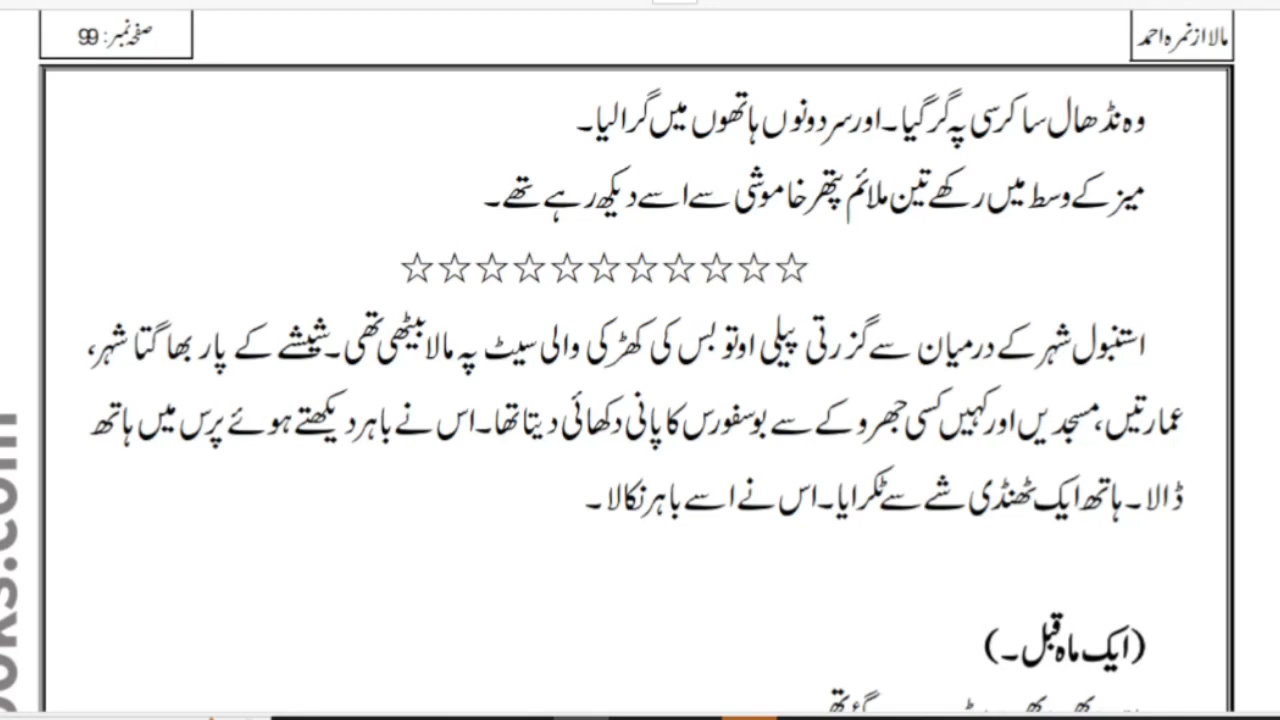 مالا از نمرہ احمد
صفحہ نمبر: 99
وہ نڈھال سا کرسی پہ گر گیا۔ اور سر دونوں ہاتھوں میں گرا لیا۔
میز کے وسط میں رکھے تین ملائم پتھر خاموشی سے اسے دیکھ رہے تھے۔
☆☆☆☆☆☆☆☆☆☆☆
استنبول شہر کے درمیان سے گزرتی پیلی اوتو بس کی کھڑکی والی سیٹ پہ مالا بیٹھی تھی۔ شیشے کے پار بھاگتا شہر،
عمارتیں، مسجدیں اور کہیں کسی جھروکے سے بوسفورس کا پانی دکھائی دیتا تھا۔ اس نے باہر دیکھتے ہوئے پرس میں ہاتھ
ڈالا۔ ہاتھ ایک ٹھنڈی شے سے ٹکرایا۔ اس نے اسے باہر نکالا۔
(ایک ماہ قبل۔)
oks.com